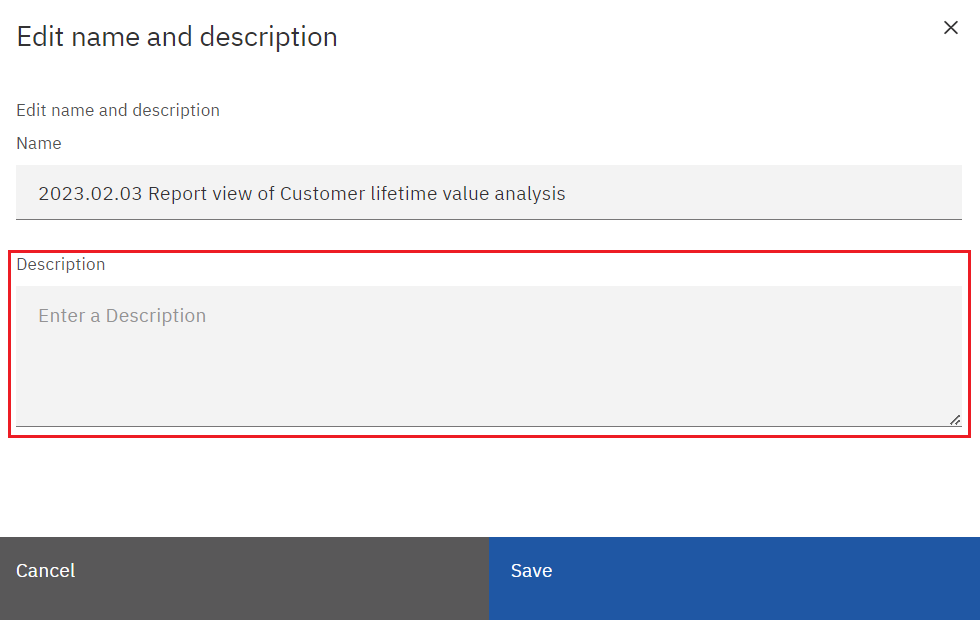 Edit name and description
Edit name and description
Name
2023.02.03 Report view of Customer lifetime value analysis
Description
Enter a Description
Cancel
Save